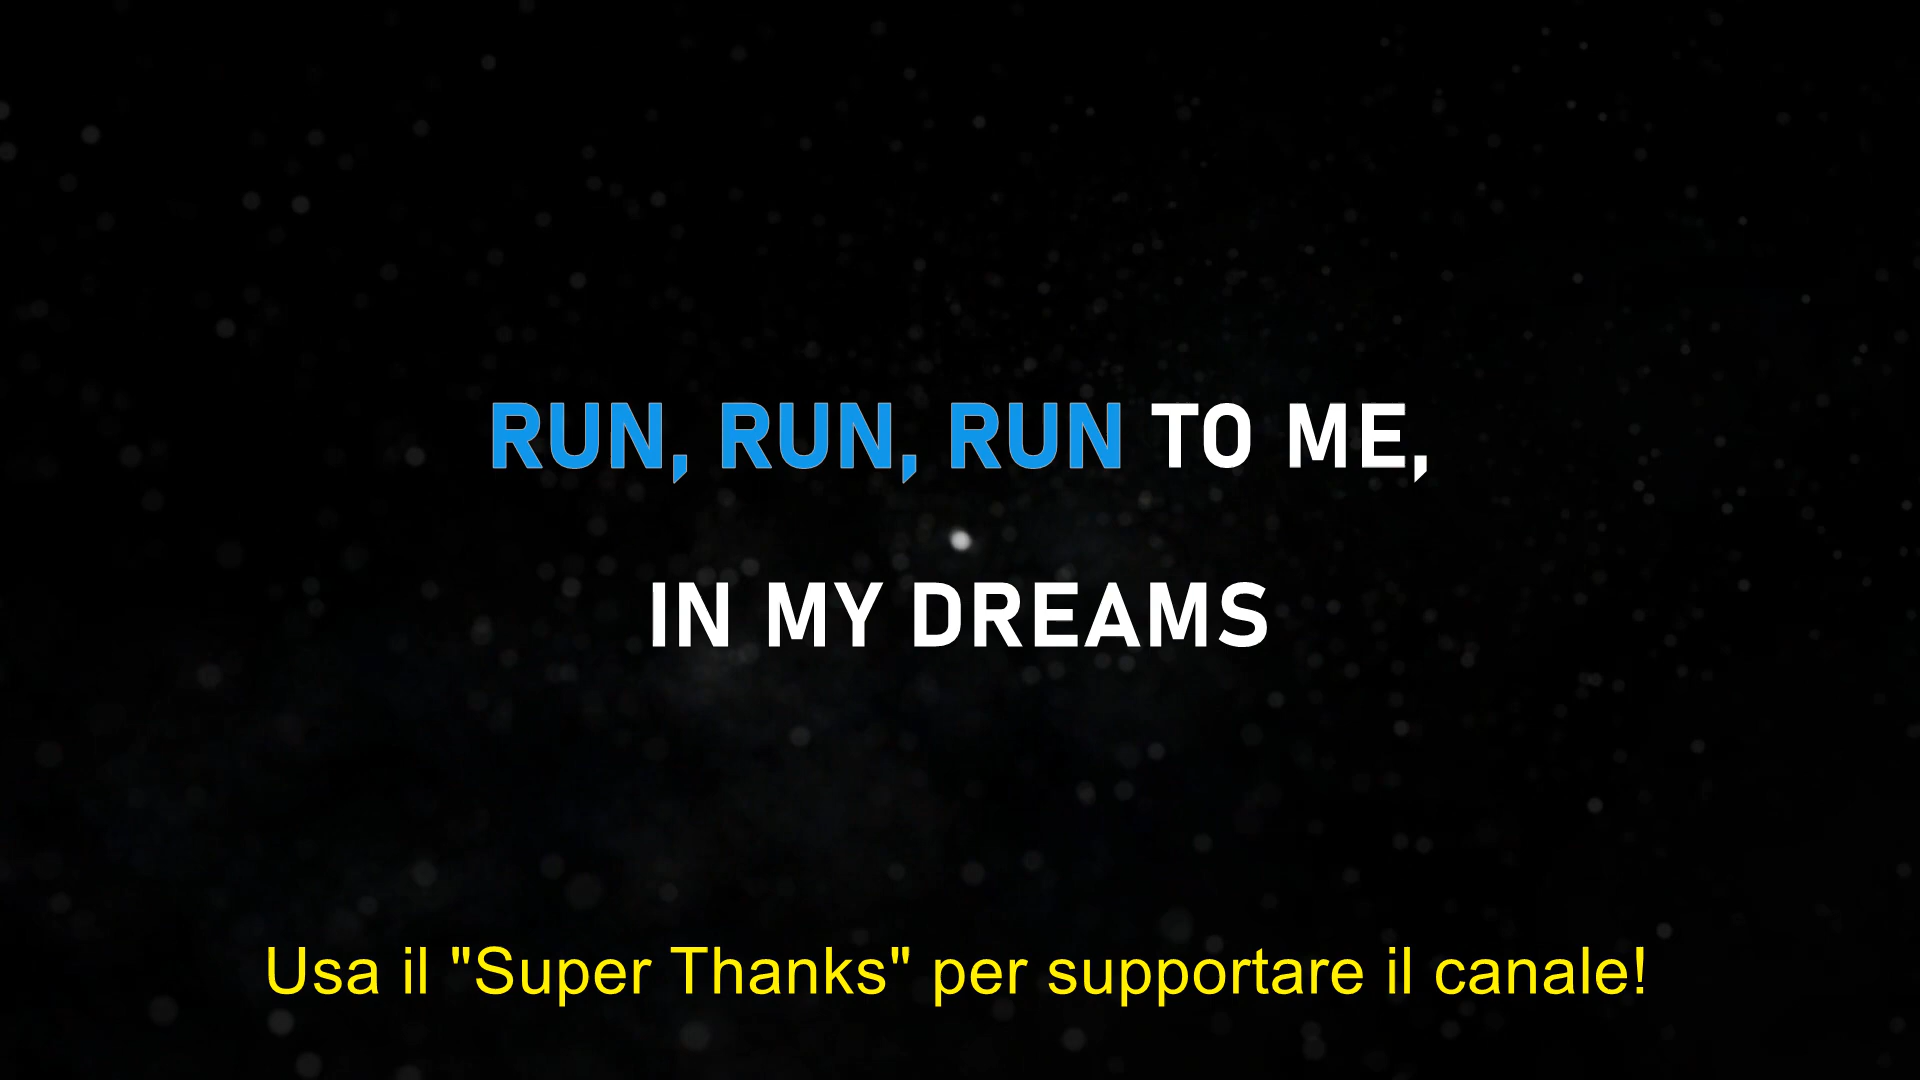 RUN, RUN, RUN TO ME,
IN MY DREAMS
Usa il "Super Thanks" per supportare il canale!